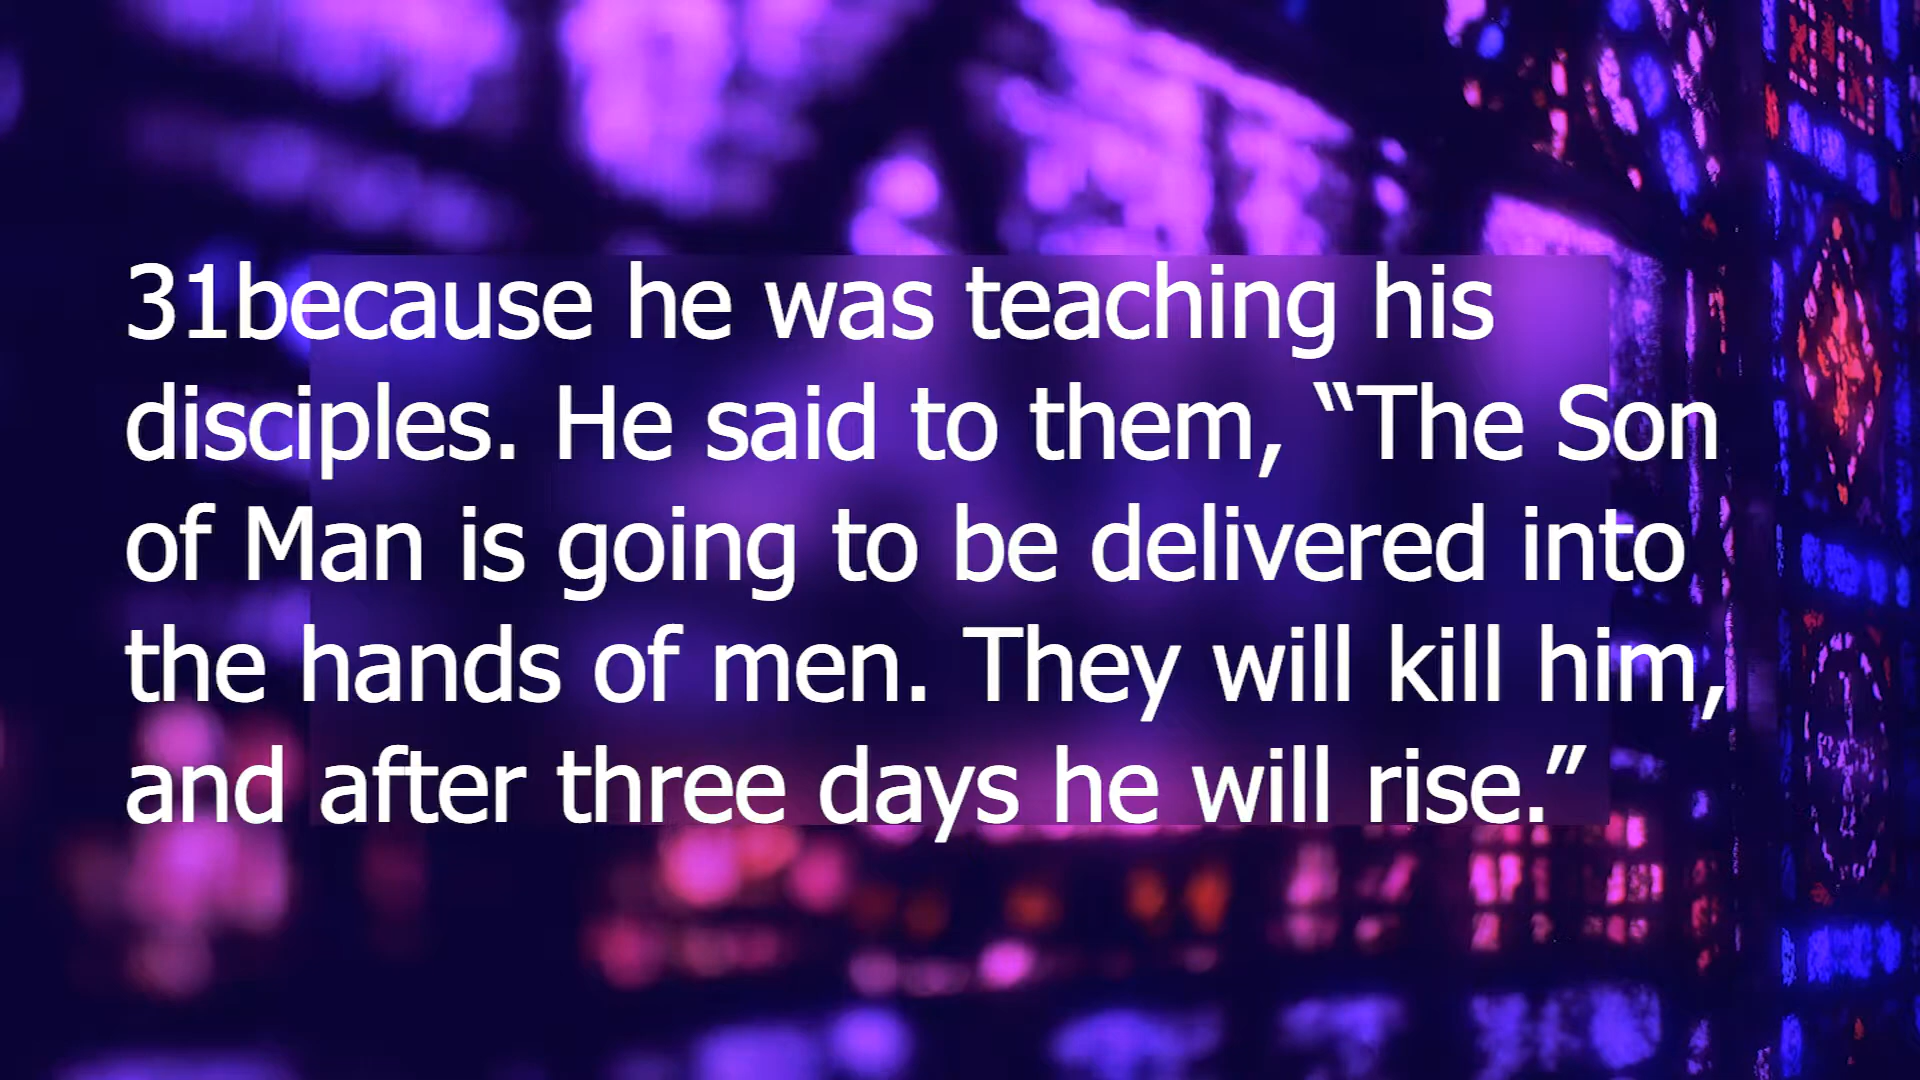 31because he was teaching his
disciples. He said to them, “The Son
of Man is going to be delivered into
the hands of men. They will kill him,
and after three days he will rise.”